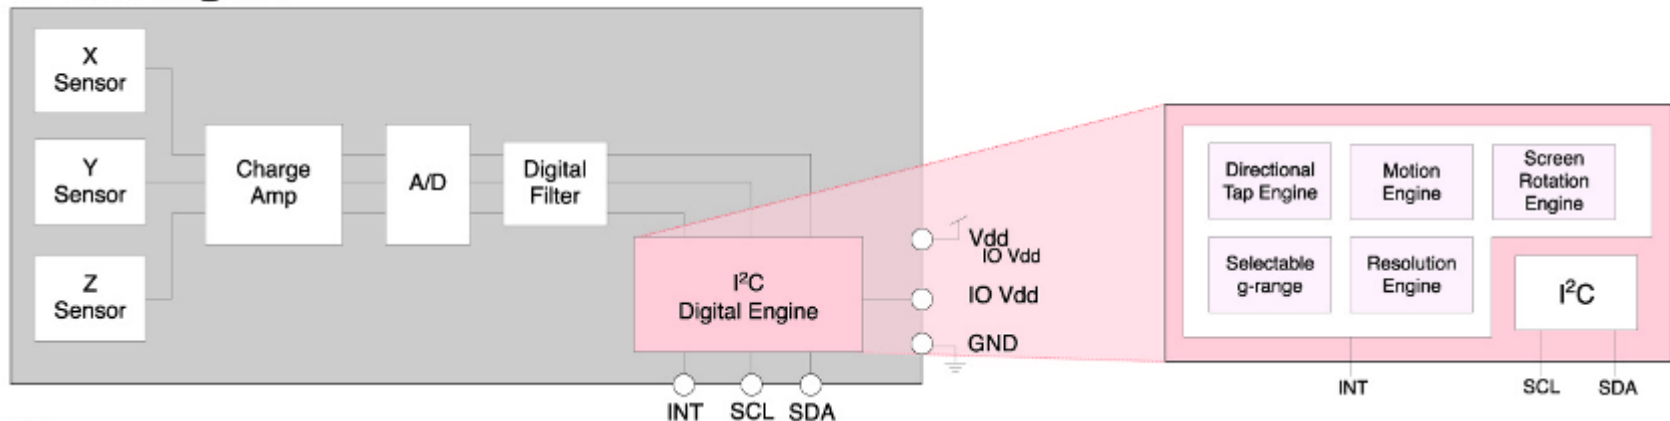 X
Sensor
Y
Sensor
Z
Sensor
Charge
Amp
A/D
Digital
Filter
I²C
Digital Engine
Vdd
IO Vdd
IO Vdd
GND
INT
SCL
SDA
Directional
Tap Engine
Motion
Engine
Screen
Rotation
Engine
Selectable
g-range
Resolution
Engine
I²C
INT
SCL
SDA